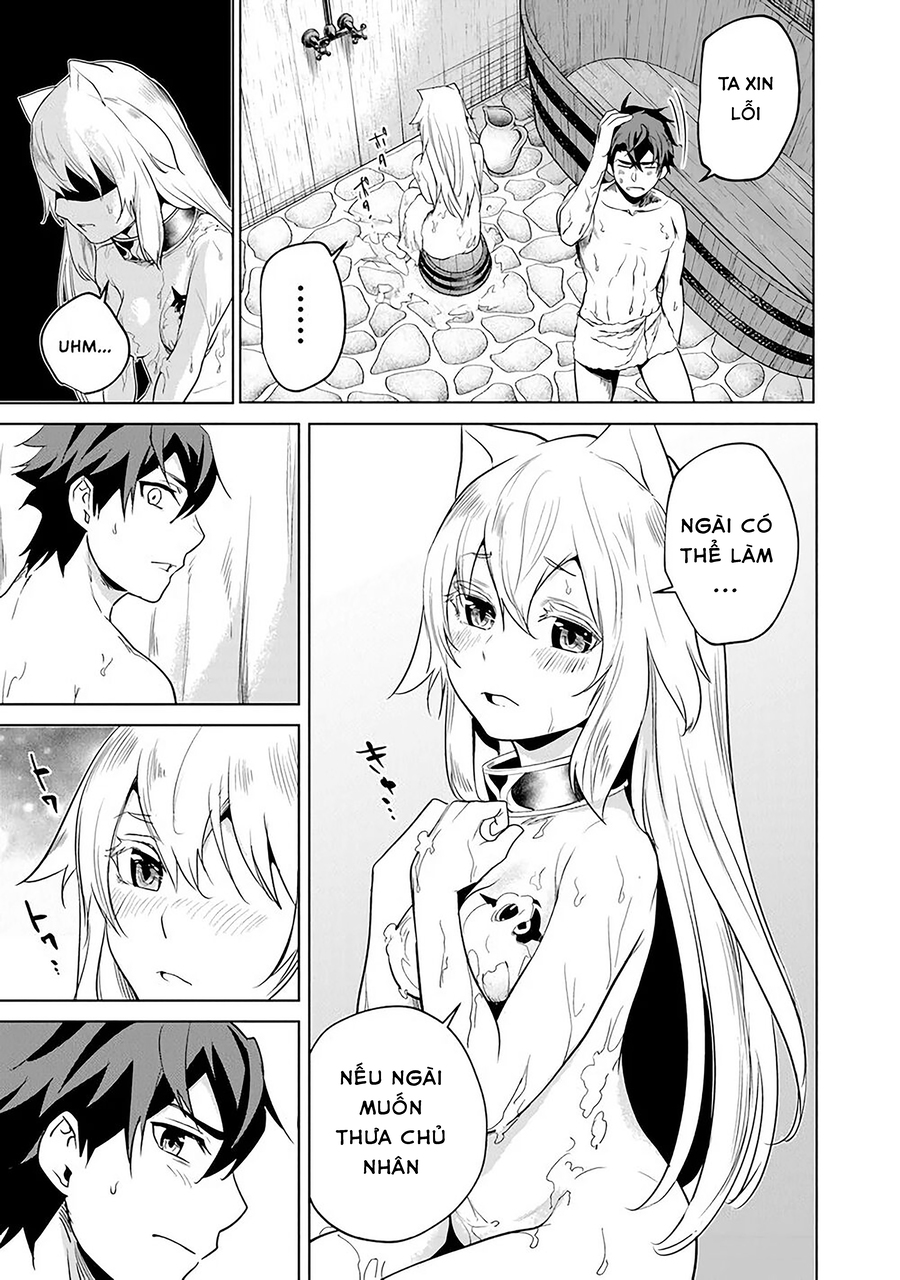 TA XIN
LỖI
......
UHM...
NGÀI CÓ
THỂ LÀM
...
NẾU NGÀI
MUỐN
THƯA CHỦ
NHÂN